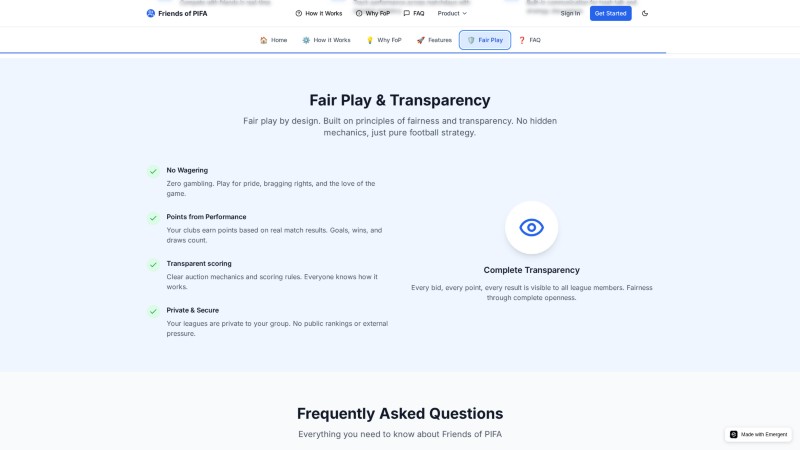 Friends of PIFA
How it Works
Why FoP
FAQ
Product
Sign In
Get Started
Home
How it Works
Why FoP
Features
Fair Play
FAQ
Fair Play & Transparency
Fair play by design. Built on principles of fairness and transparency. No hidden
mechanics, just pure football strategy.
No Wagering
Zero gambling. Play for pride, bragging rights, and the love of the
game.
Points from Performance
Your clubs earn points based on real match results. Goals, wins, and
draws count.
Transparent scoring
Clear auction mechanics and scoring rules. Everyone knows how it
works.
Private & Secure
Your leagues are private to your group. No public rankings or external
pressure.
Complete Transparency
Every bid, every point, every result is visible to all league members. Fairness
through complete openness.
Frequently Asked Questions
Everything you need to know about Friends of PIFA
Made with Emergent